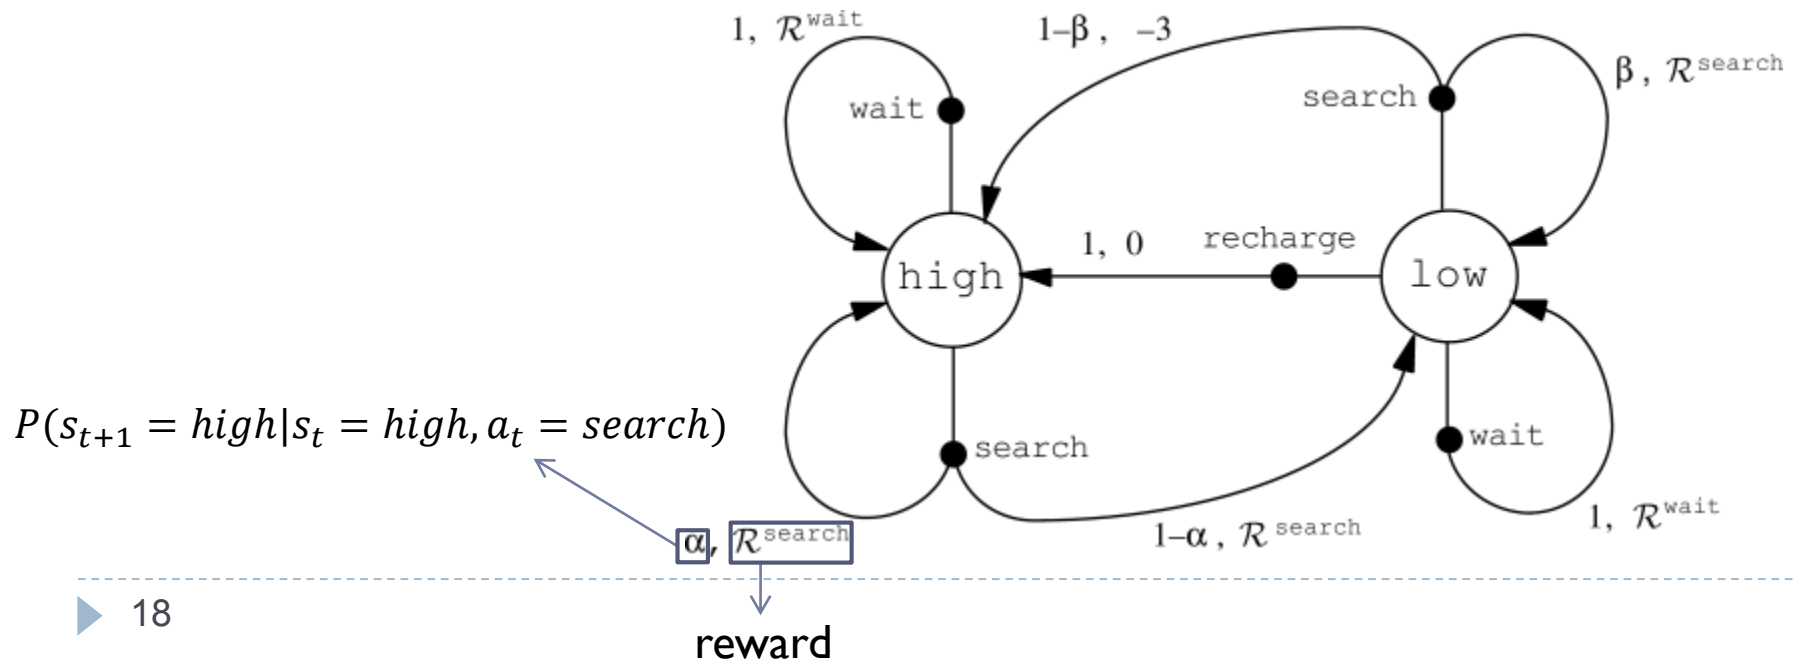 1, R^wait
1–β, –3
β, R^search
wait
search
1, 0
recharge
high
low
P(s_{t+1} = high|s_t = high, a_t = search)
search
wait
α, R^search
1–α, R^search
1, R^wait
18
reward